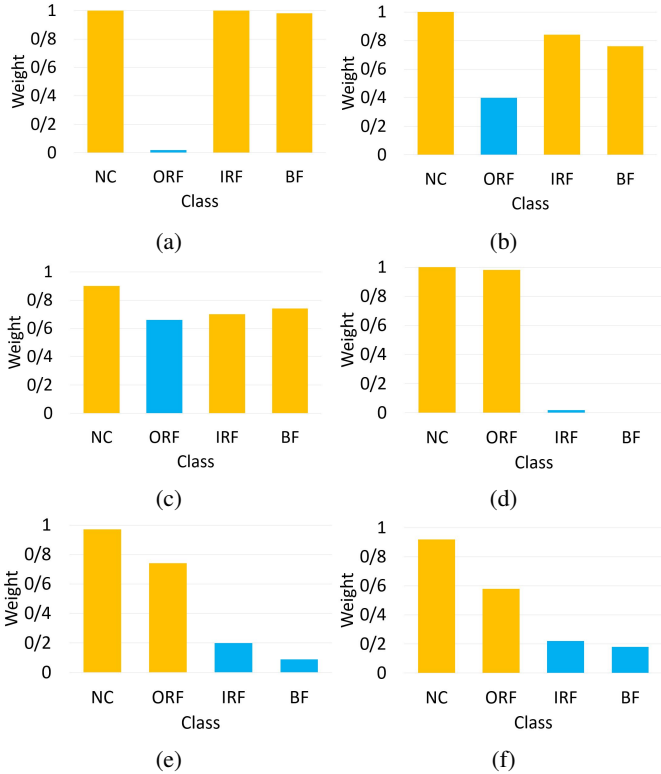 1
0/8
0/6
0/4
0/2
0
Weight
NC ORF IRF BF
Class
(a)
1
0/8
0/6
0/4
0/2
0
Weight
NC ORF IRF BF
Class
(b)
1
0/8
0/6
0/4
0/2
0
Weight
NC ORF IRF BF
Class
(c)
1
0/8
0/6
0/4
0/2
0
Weight
NC ORF IRF BF
Class
(d)
1
0/8
0/6
0/4
0/2
0
Weight
NC ORF IRF BF
Class
(e)
1
0/8
0/6
0/4
0/2
0
Weight
NC ORF IRF BF
Class
(f)